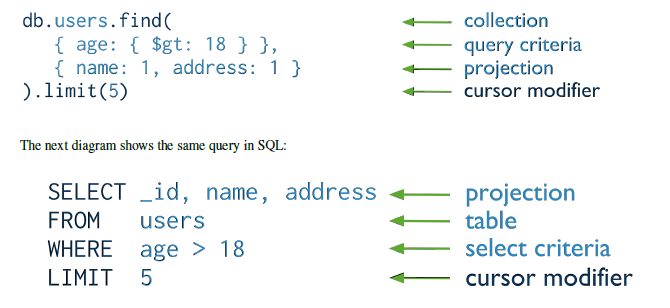 db.users.find( collection
{ age: { $gt: 18 } }, query criteria
{ name: 1, address: 1 } projection
).limit(5) cursor modifier
The next diagram shows the same query in SQL:
SELECT _id, name, address projection
FROM users table
WHERE age > 18 select criteria
LIMIT 5 cursor modifier